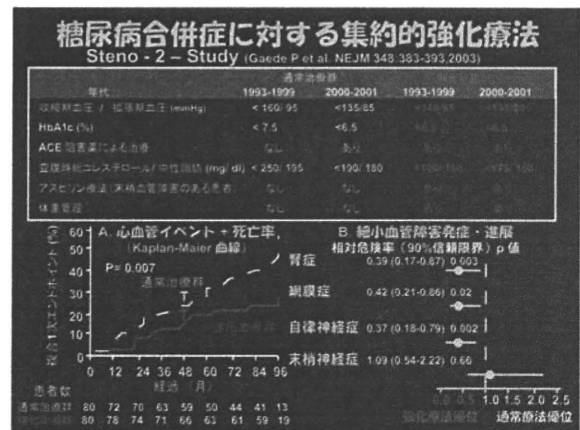 糖尿病合併症に対する集約的強化療法
Steno - 2 – Study (Gaede P et al. NEJM 348:383-393,2003)
通常治療群
年代 1993-1999 2000-2001 1993-1999 2000-2001
収縮期血圧 / 拡張期血圧 (mmHg) < 160/ 95 <135/85
HbA1c (%) < 7.5 <6.5
ACE 阻害薬による治療 なし あり
空腹時総コレステロール/ 中性脂肪 (mg/ dl) < 250/ 195 <190/ 180
アスピリン療法(末梢血管障害のある患者) なし
体重管理 なし なし
A. 心血管イベント + 死亡率,
(Kaplan-Maier 曲線)
P= 0.007
通常治療群
強化治療群
60
50
40
30
20
10
0
0 12 24 36 48 60 72 84 96
経過 (月)
患者数
通常治療群 80 72 70 63 59 50 44 41 13
80 78 74 71 66 63 61 59 19
B. 細小血管障害発症・進展
相対危険率 (90%信頼限界) p 値
腎症 0.39 (0.17-0.87) 0.003
網膜症 0.42 (0.21-0.86) 0.02
自律神経症 0.37 (0.18-0.79) 0.002
末梢神経症 1.09 (0.54-2.22) 0.66
0.0 0.5 1.0 1.5 2.0 2.5
強化療法優位 通常療法優位